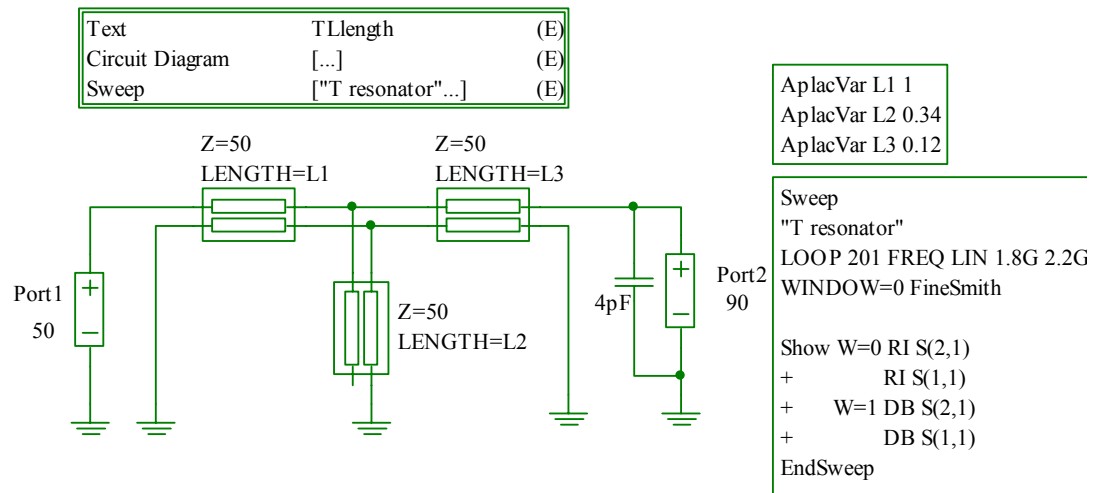 Text TLlength (E)
Circuit Diagram [...] (E)
Sweep ["T resonator"...] (E)
AplacVar L1 1
AplacVar L2 0.34
AplacVar L3 0.12
Z=50
LENGTH=L1
Z=50
LENGTH=L3
Z=50
LENGTH=L2
Port1
50
+
−
4pF
+
−
Port2
90
Sweep
"T resonator"
LOOP 201 FREQ LIN 1.8G 2.2G
WINDOW=0 FineSmith
Show W=0 RI S(2,1)
+ RI S(1,1)
+ W=1 DB S(2,1)
+ DB S(1,1)
EndSweep